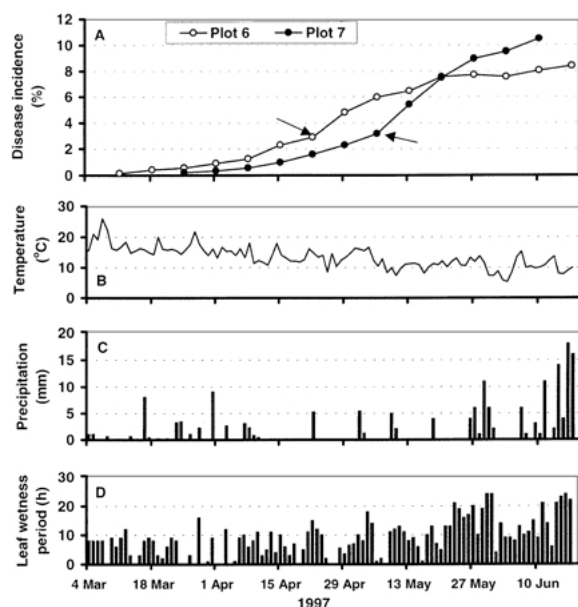 A
Plot 6
Plot 7
Disease incidence
(%)
12
10
8
6
4
2
0
Temperature
(°C)
30
20
10
0
B
Precipitation
(mm)
20
15
10
5
0
C
Leaf wetness
period (h)
30
20
10
0
D
4 Mar 18 Mar 1 Apr 15 Apr 29 Apr 13 May 27 May 10 Jun
1997